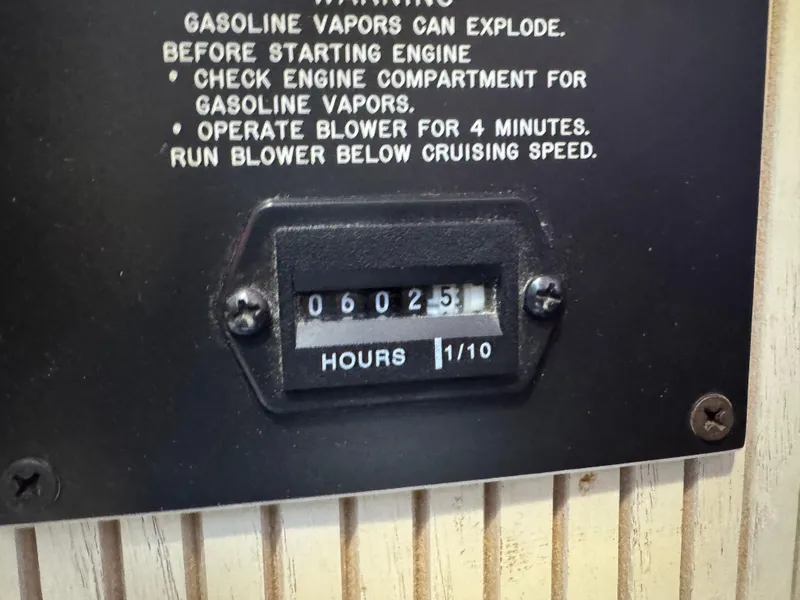 WARNING
GASOLINE VAPORS CAN EXPLODE.
BEFORE STARTING ENGINE
• CHECK ENGINE COMPARTMENT FOR
GASOLINE VAPORS.
• OPERATE BLOWER FOR 4 MINUTES.
RUN BLOWER BELOW CRUISING SPEED.
0 6 0 2 5
HOURS 1/10